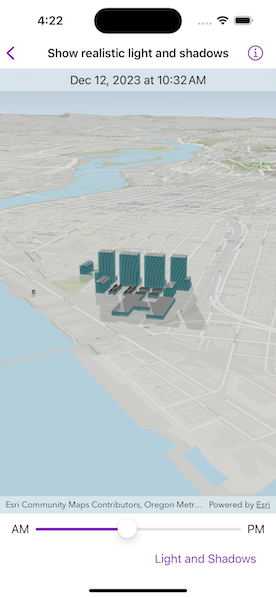 4:22
Show realistic light and shadows
Dec 12, 2023 at 10:32 AM
Esri Community Maps Contributors, Oregon Metr... Powered by Esri
AM PM
Light and Shadows